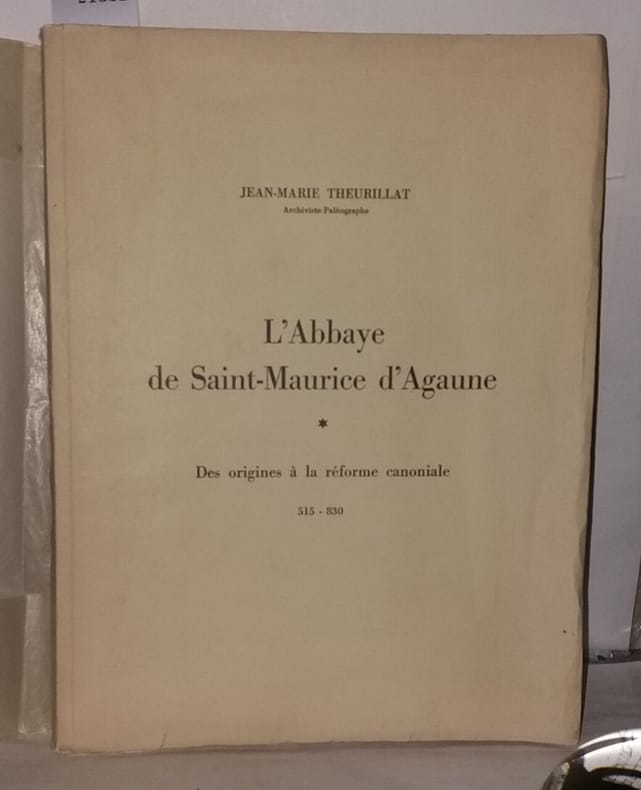 JEAN-MARIE THEURILLAT
Archiviste-Paléographe
L'Abbaye
de Saint-Maurice d'Agaune
*
Des origines à la réforme canoniale
515 - 830